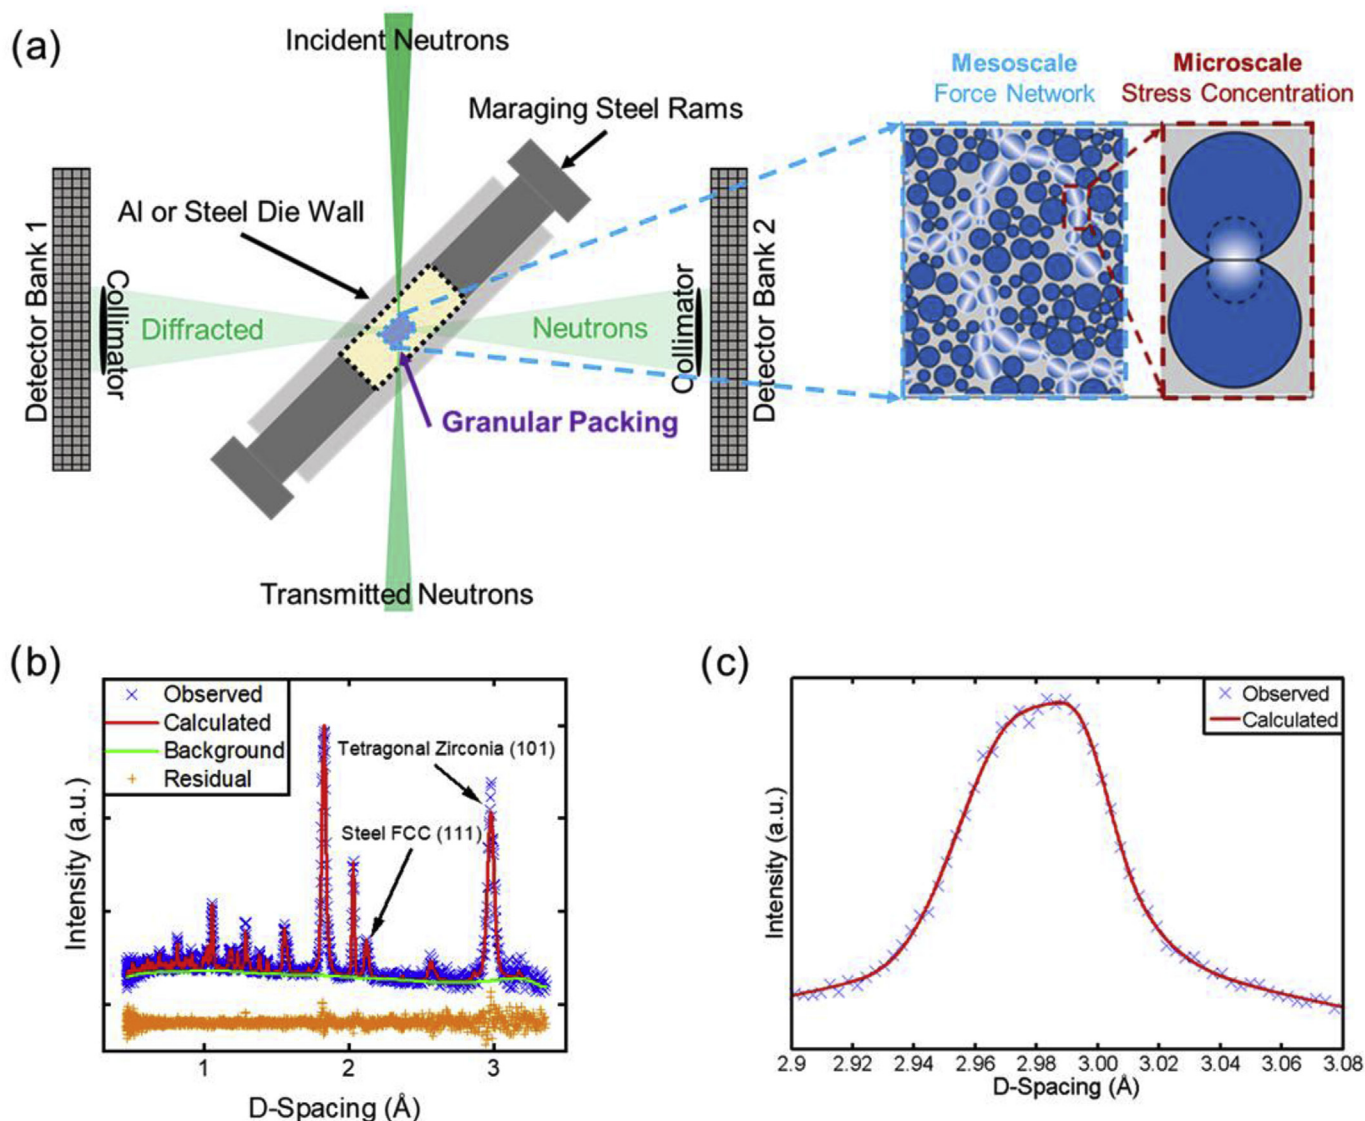 (a)
Incident Neutrons
Maraging Steel Rams
Al or Steel Die Wall
Detector Bank 1
Collimator
Diffracted
Neutrons
Collimator
Detector Bank 2
Granular Packing
Transmitted Neutrons
Mesoscale
Force Network
Microscale
Stress Concentration
(b)
Observed
Calculated
Background
Residual
Tetragonal Zirconia (101)
Steel FCC (111)
Intensity (a.u.)
1 2 3
D-Spacing (Å)
(c)
Observed
Calculated
Intensity (a.u.)
2.9 2.92 2.94 2.96 2.98 3.00 3.02 3.04 3.06 3.08
D-Spacing (Å)